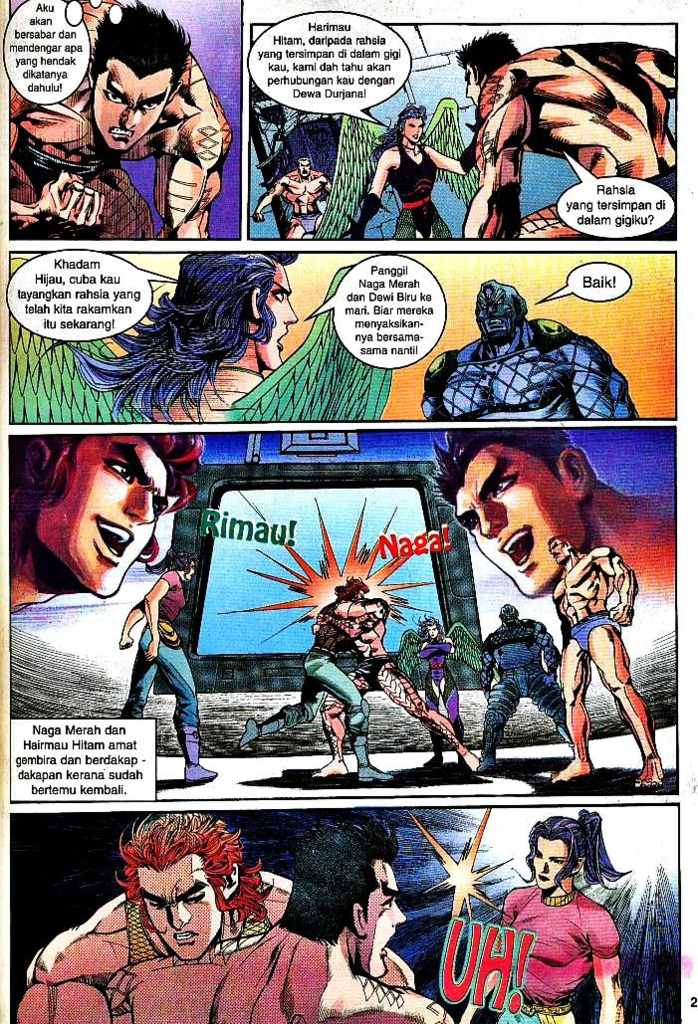 Aku
akan
bersabar dan
mendengar apa
yang hendak
dikatanya
dahulu!
Harimau
Hitam, daripada rahsia
yang tersimpan di dalam gigi
kau, kami dah tahu akan
perhubungan kau dengan
Dewa Durjana!
Rahsia
yang tersimpan di
dalam gigiku?
Khadam
Hijau, cuba kau
tayangkan rahsia yang
telah kita rakamkan
itu sekarang!
Panggil
Naga Merah
dan Dewi Biru ke
mari. Biar mereka
menyaksikan-
nya bersama-
sama nanti!
Baik!
Rimau!
Naga!
Naga Merah dan
Hairmau Hitam amat
gembira dan berdakap -
dakapan kerana sudah
bertemu kembali.
UH!
2